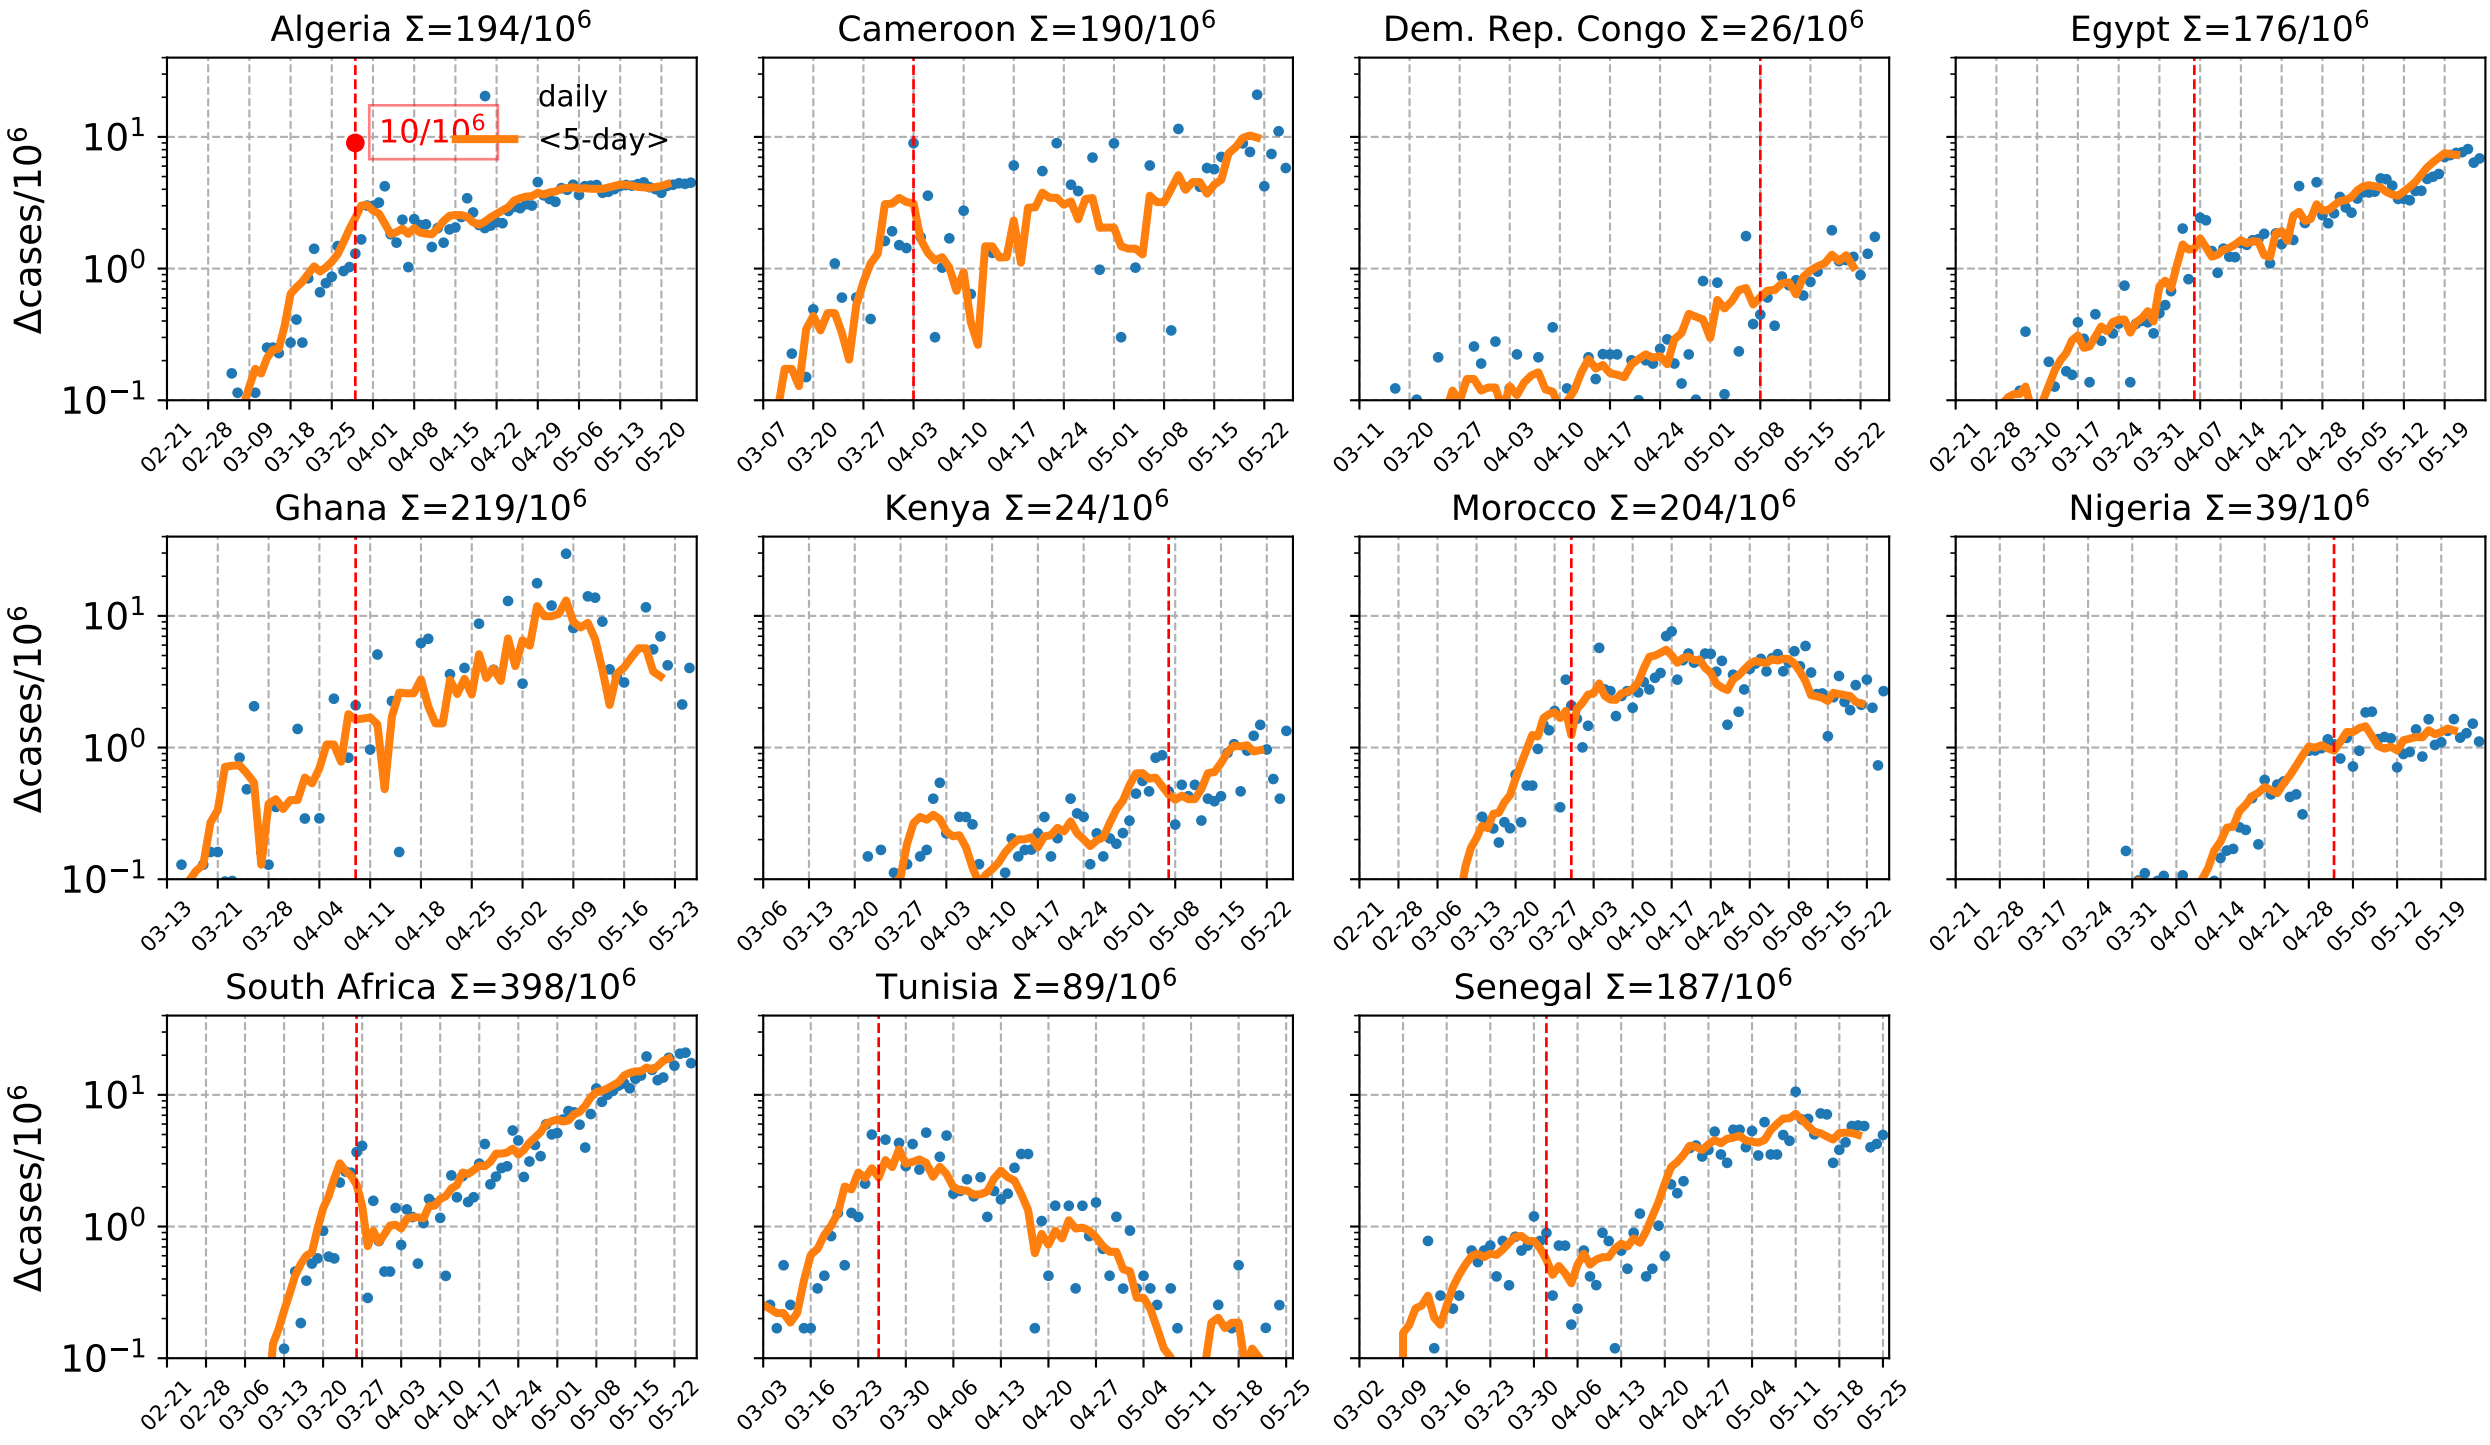 Algeria Σ=194/10⁶
Cameroon Σ=190/10⁶
Dem. Rep. Congo Σ=26/10⁶
Egypt Σ=176/10⁶
Δcases/10⁶
10¹
10⁰
10⁻¹
10/10⁶
daily
<5-day>
02-21 02-28 03-09 03-18 03-25 04-01 04-08 04-15 04-22 04-29 05-06 05-13 05-20
03-07 03-20 03-27 04-03 04-10 04-17 04-24 05-01 05-08 05-15 05-22
03-11 03-20 03-27 04-03 04-10 04-17 04-24 05-01 05-08 05-15 05-22
02-21 02-28 03-10 03-17 03-24 03-31 04-07 04-14 04-21 04-28 05-05 05-12 05-19
Ghana Σ=219/10⁶
Kenya Σ=24/10⁶
Morocco Σ=204/10⁶
Nigeria Σ=39/10⁶
Δcases/10⁶
10¹
10⁰
10⁻¹
03-13 03-21 03-28 04-04 04-11 04-18 04-25 05-02 05-09 05-16 05-23
03-06 03-13 03-20 03-27 04-03 04-10 04-17 04-24 05-01 05-08 05-15 05-22
02-21 02-28 03-06 03-13 03-20 03-27 04-03 04-10 04-17 04-24 05-01 05-08 05-15 05-22
02-21 02-28 03-17 03-24 03-31 04-07 04-14 04-21 04-28 05-05 05-12 05-19
South Africa Σ=398/10⁶
Tunisia Σ=89/10⁶
Senegal Σ=187/10⁶
Δcases/10⁶
10¹
10⁰
10⁻¹
02-21 02-28 03-06 03-13 03-20 03-27 04-03 04-10 04-17 04-24 05-01 05-08 05-15 05-22
03-03 03-16 03-23 03-30 04-06 04-13 04-20 04-27 05-04 05-11 05-18 05-25
03-02 03-09 03-16 03-23 03-30 04-06 04-13 04-20 04-27 05-04 05-11 05-18 05-25